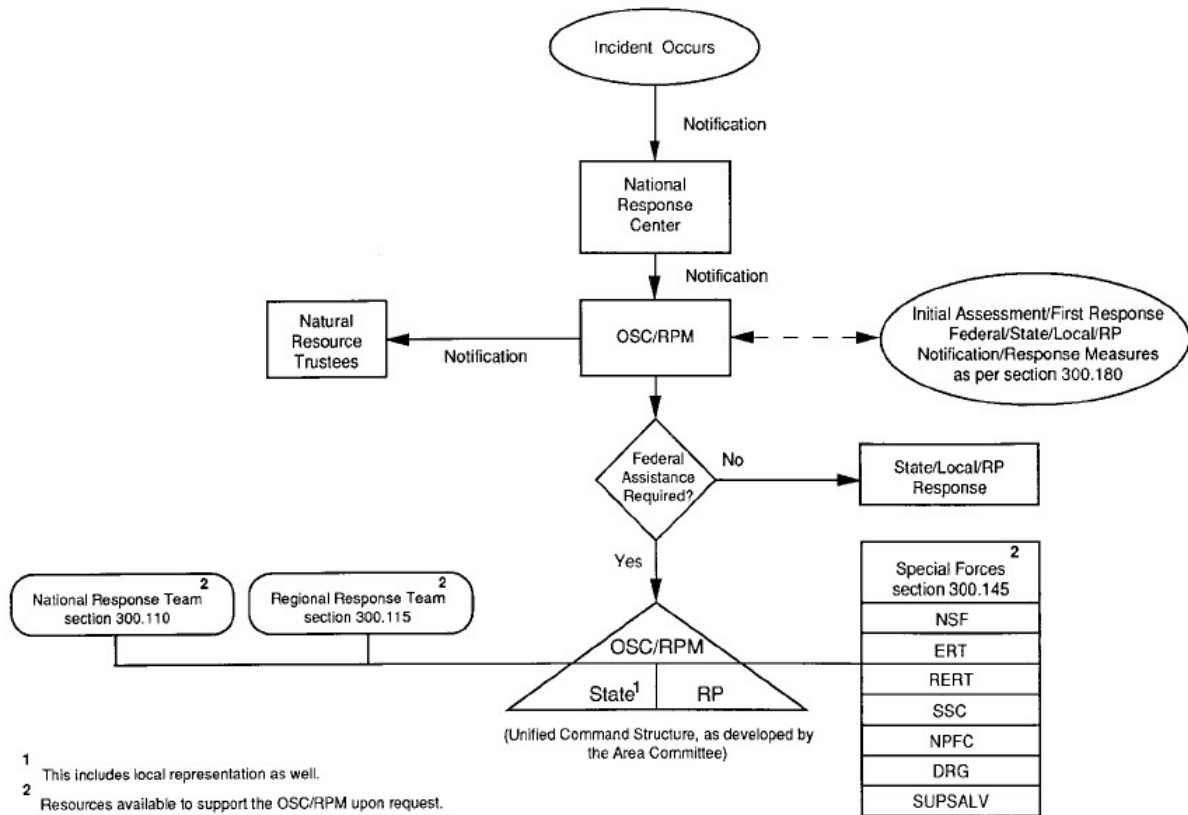 Incident Occurs
Notification
National
Response
Center
Notification
Natural
Resource
Trustees
Notification
OSC/RPM
Initial Assessment/First Response
Federal/State/Local/RP
Notification/Response Measures
as per section 300.180
Federal
Assistance
Required?
No
State/Local/RP
Response
Yes
National Response Team 2
section 300.110
Regional Response Team 2
section 300.115
Special Forces 2
section 300.145
NSF
ERT
RERT
SSC
NPFC
DRG
SUPSALV
OSC/RPM
State1
RP
(Unified Command Structure, as developed by
the Area Committee)
1 This includes local representation as well.
2 Resources available to support the OSC/RPM upon request.